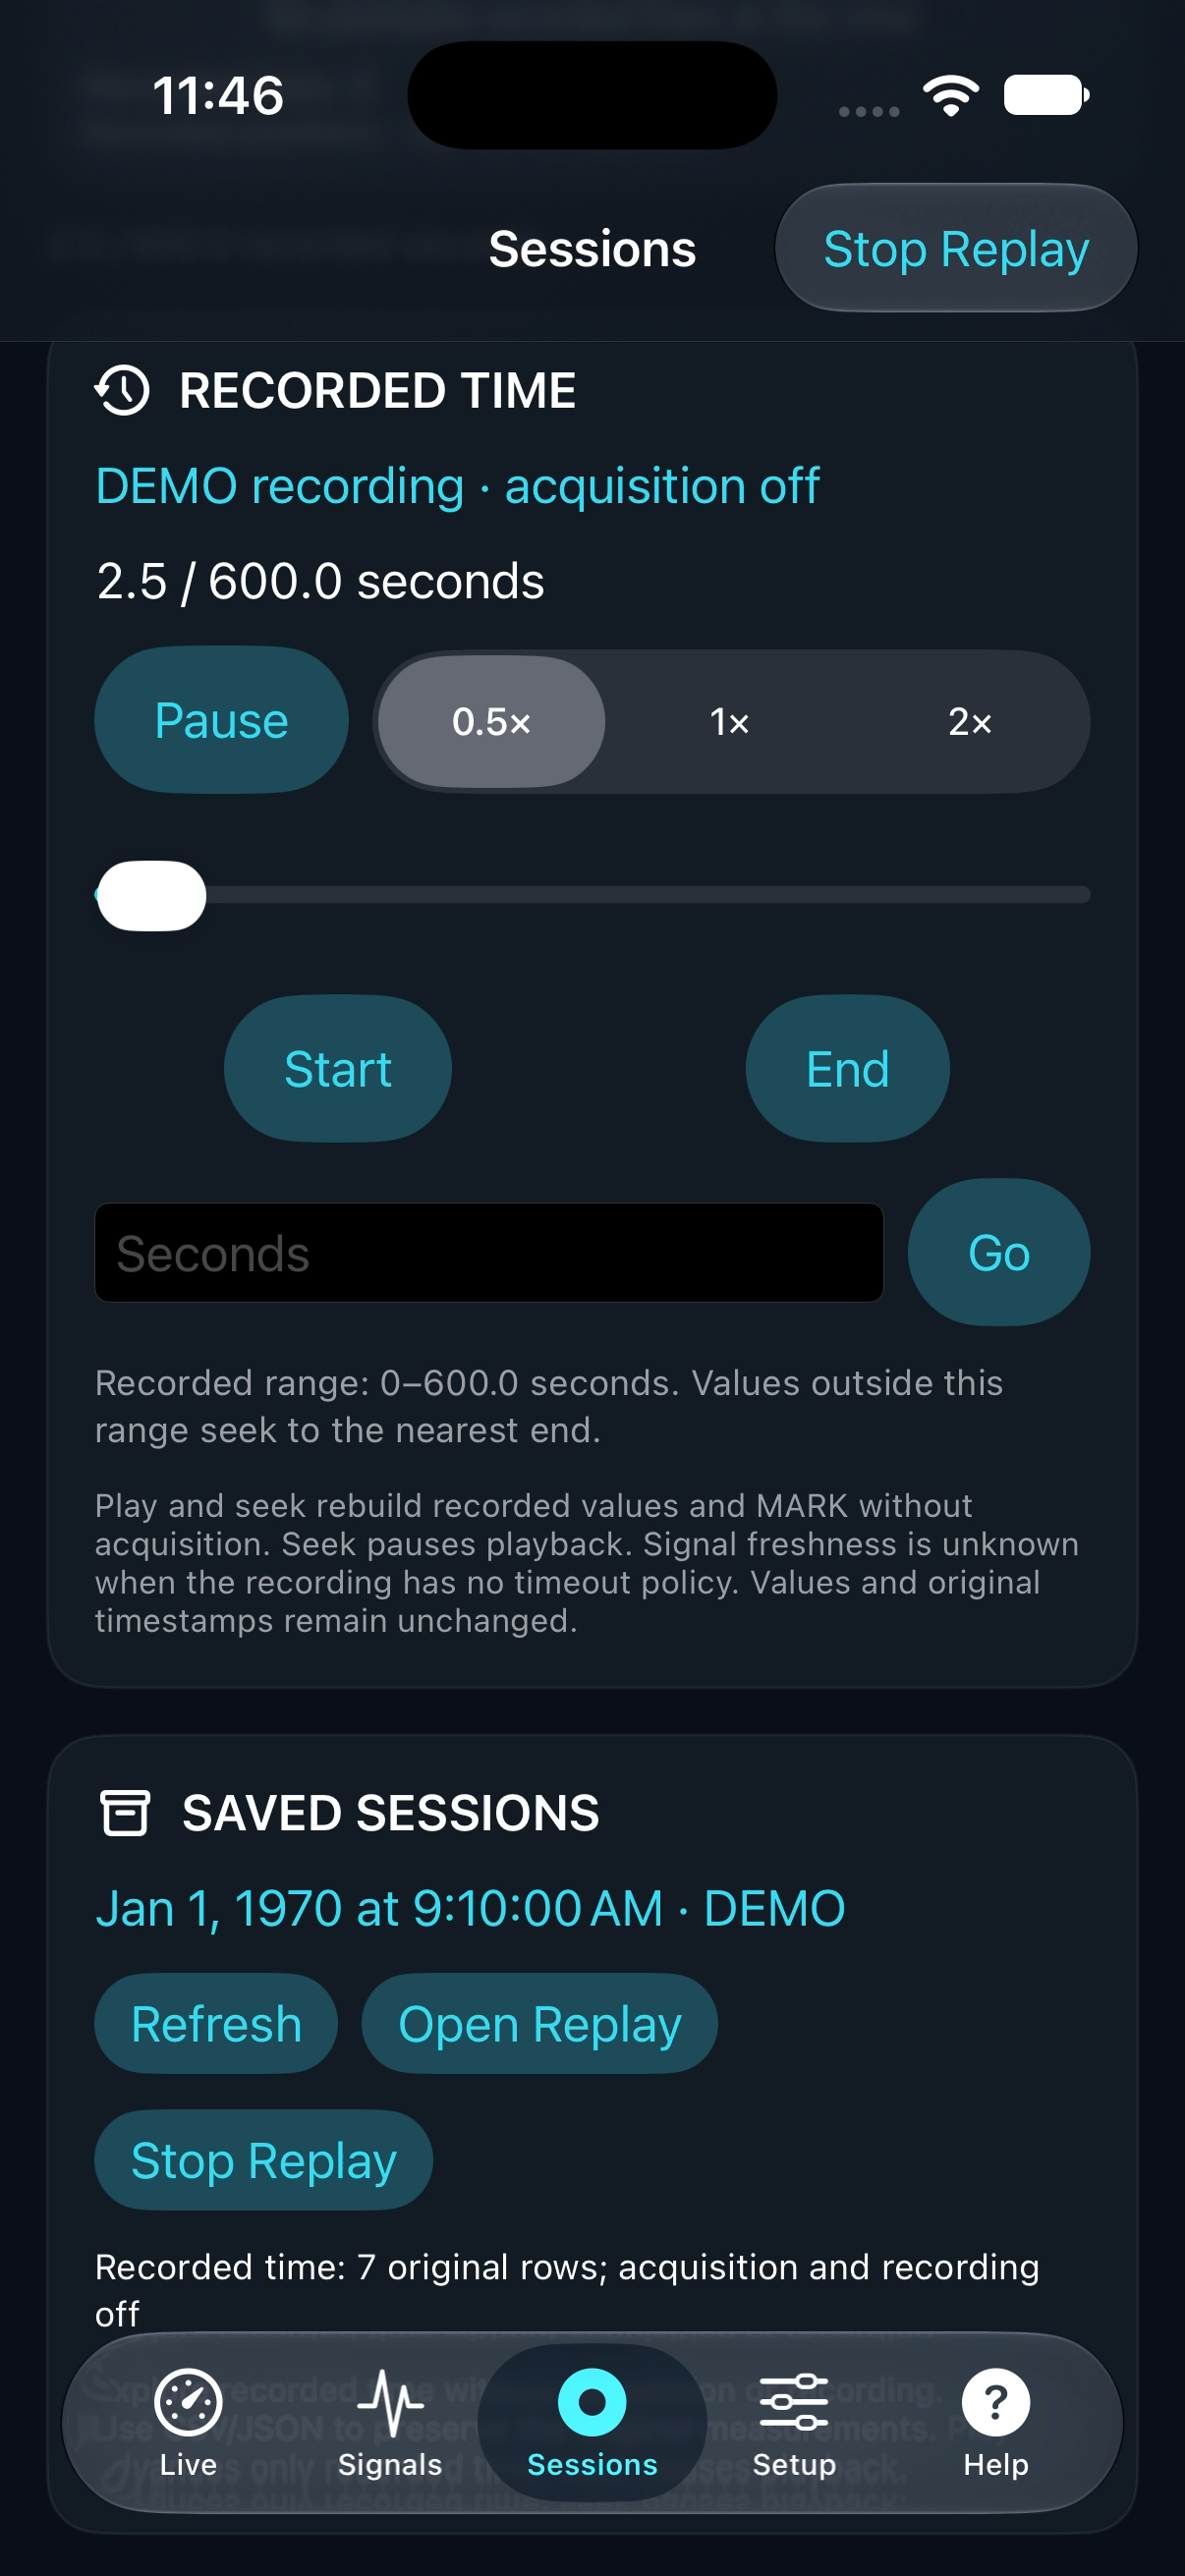 11:46
Sessions
Stop Replay
RECORDED TIME
DEMO recording · acquisition off
2.5 / 600.0 seconds
Pause
0.5×
1×
2×
Start
End
Seconds
Go
Recorded range: 0–600.0 seconds. Values outside this
range seek to the nearest end.
Play and seek rebuild recorded values and MARK without
acquisition. Seek pauses playback. Signal freshness is unknown
when the recording has no timeout policy. Values and original
timestamps remain unchanged.
SAVED SESSIONS
Jan 1, 1970 at 9:10:00 AM · DEMO
Refresh
Open Replay
Stop Replay
Recorded time: 7 original rows; acquisition and recording
off
Live
Signals
Sessions
Setup
Help